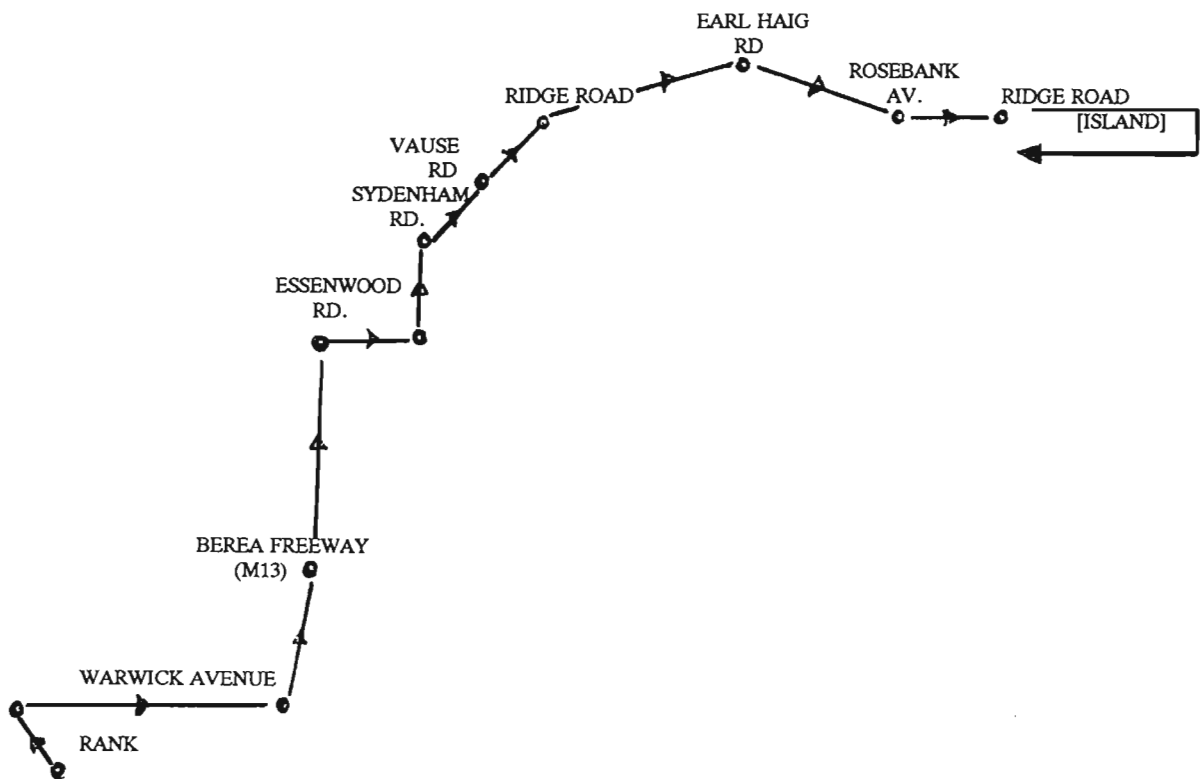 EARL HAIG
RD
ROSEBANK
AV.
RIDGE ROAD
RIDGE ROAD
[ISLAND]
VAUSE
RD
SYDENHAM
RD.
ESSENWOOD
RD.
BEREA FREEWAY
(M13)
WARWICK AVENUE
RANK